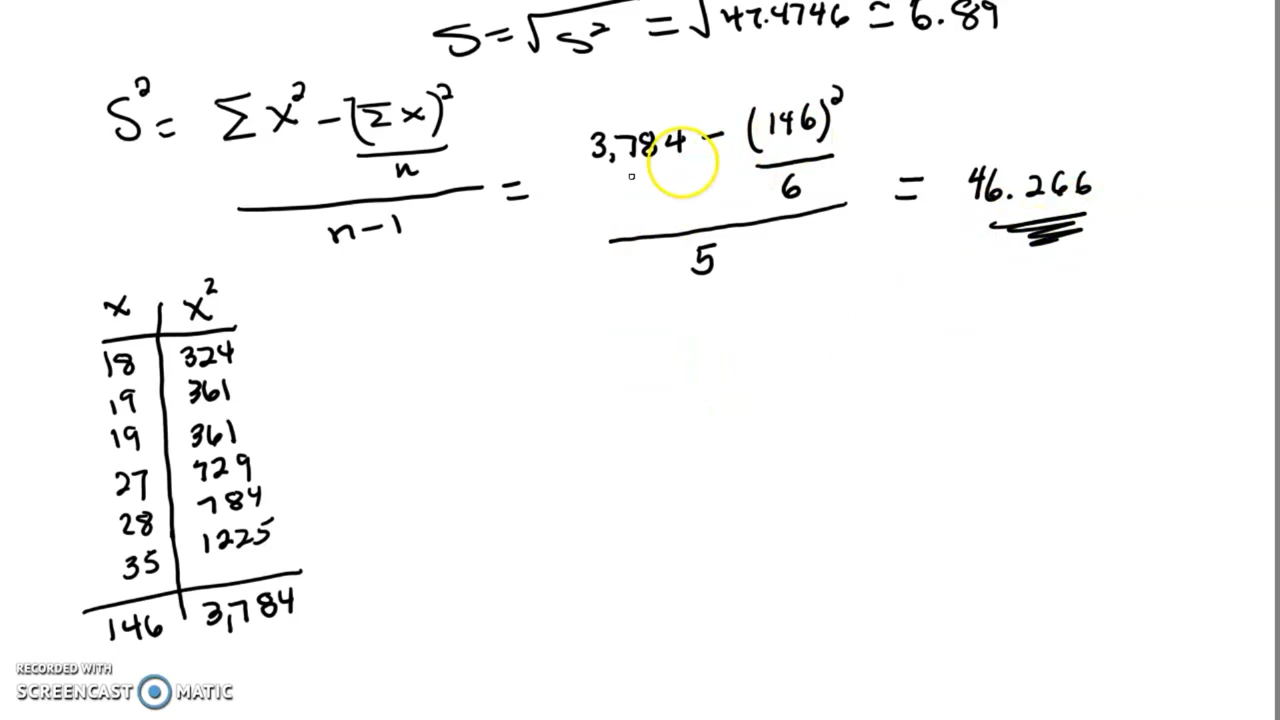 S = √S² = √47.4746 ≃ 6.89
S² = (Σx² - (Σx)²/n)/(n-1) = (3,784 - (146)²/6)/5 = 46.266
x | x²
18 | 324
19 | 361
19 | 361
27 | 729
28 | 784
35 | 1225
146 | 3,784
RECORDED WITH
SCREENCAST MATIC